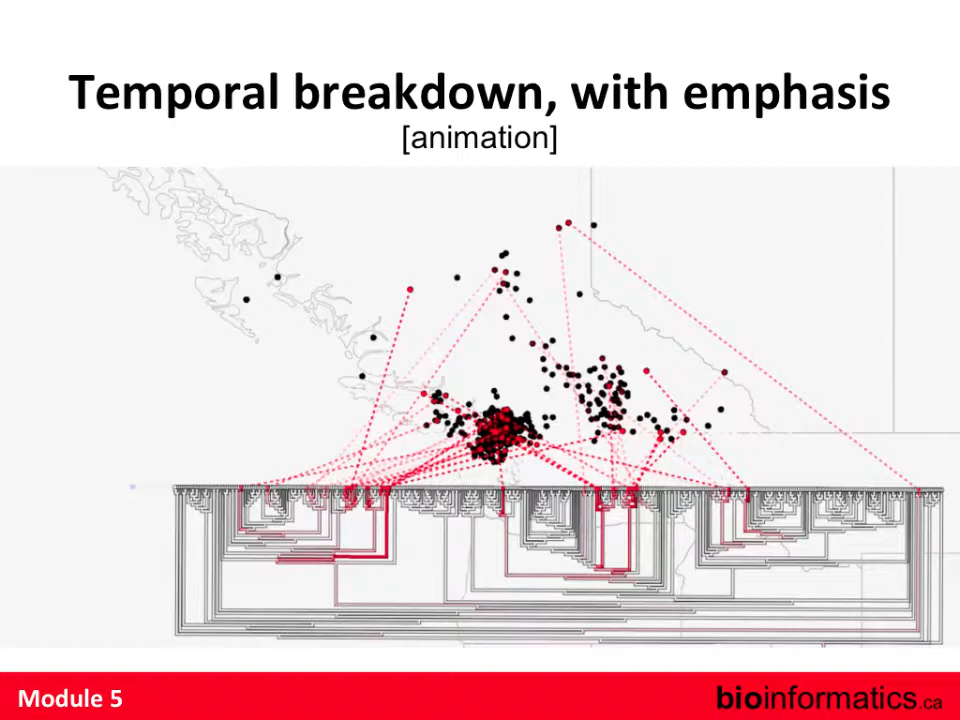 Temporal breakdown, with emphasis
[animation]
Module 5
bioinformatics.ca